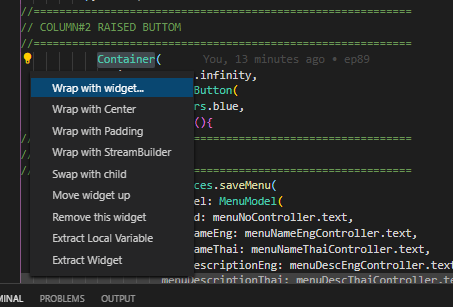 //==========================================================
// COLUMN#2 RAISED BUTTOM
//==========================================================
Container( You, 13 minutes ago • ep89
.infinity,
Button(
rs.blue,
(){
Wrap with widget...
Wrap with Center
Wrap with Padding
Wrap with StreamBuilder
Swap with child
Move widget up
Remove this widget
Extract Local Variable
Extract Widget
//==========================================================
//
//==========================================================
ces.saveMenu(
el: MenuModel(
d: menuNoController.text,
ameEng: menuNameEngController.text,
ameThai: menuNameThaiController.text,
escriptionEng: menuDescEngController.text
menuDescriptionThai: menuDescThaiController.text
MINAL PROBLEMS OUTPUT